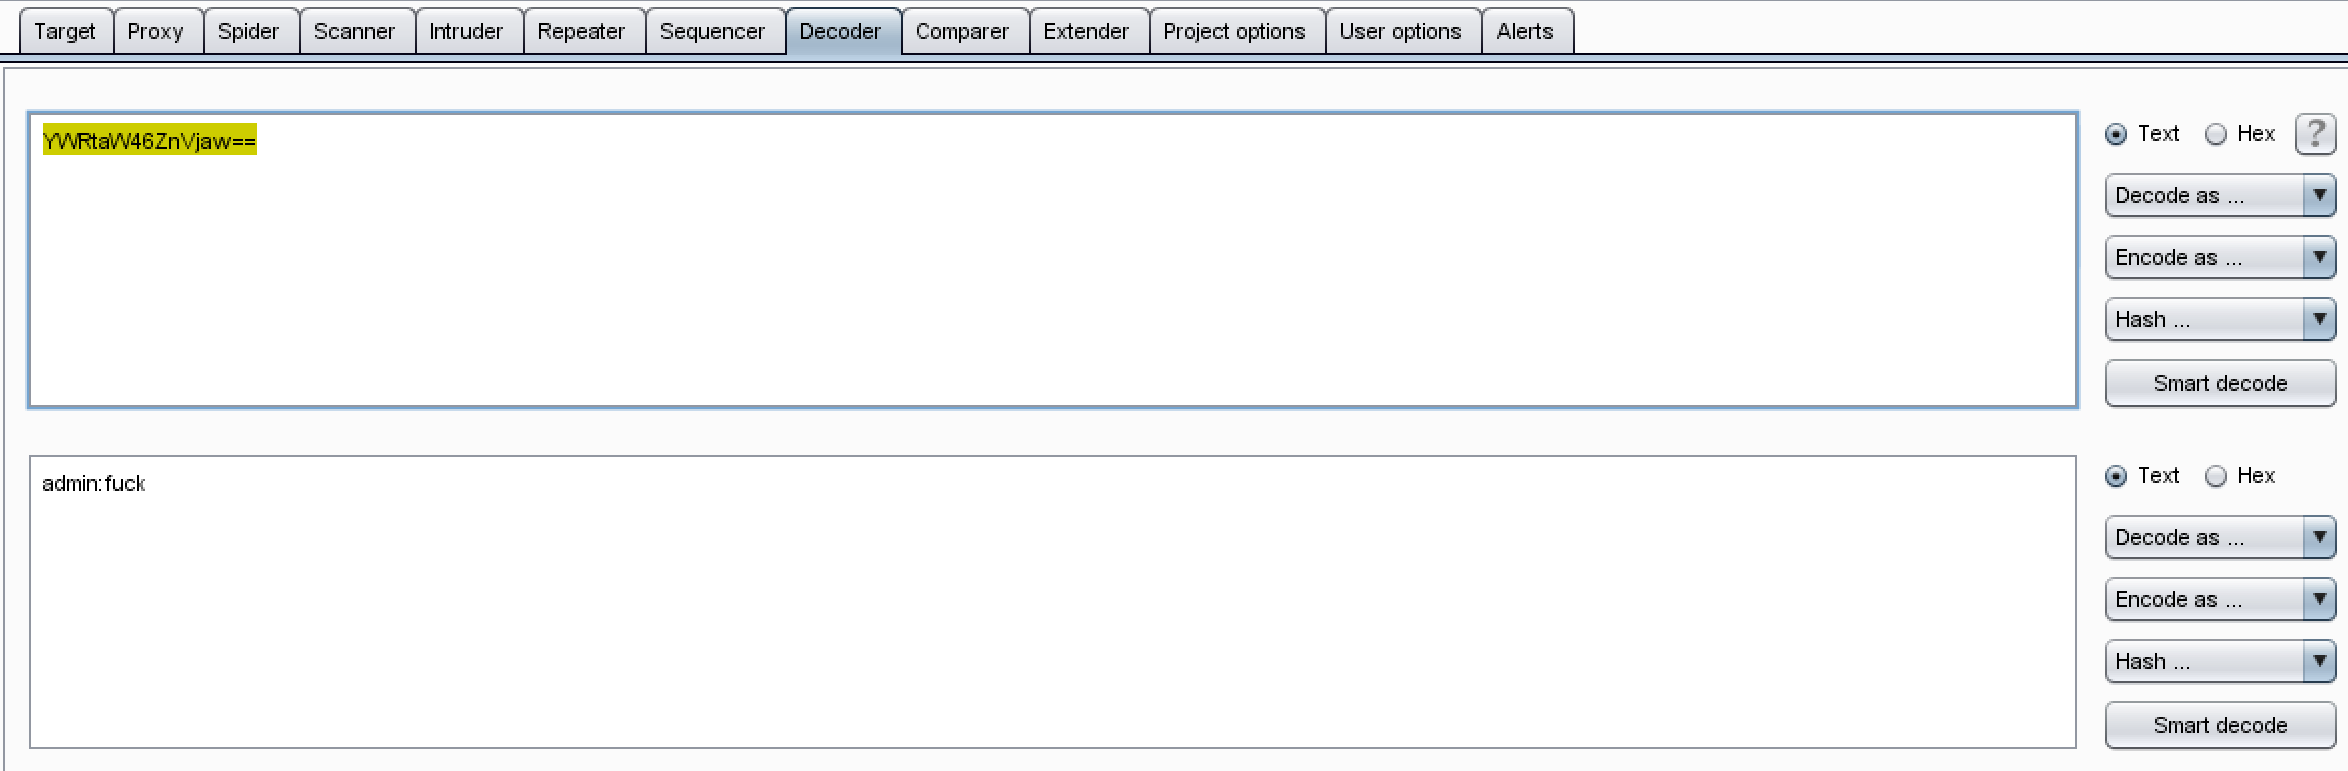 Target Proxy Spider Scanner Intruder Repeater Sequencer Decoder Comparer Extender Project options User options Alerts
YWRtaW46ZnVjaw==
Text Hex ?
Decode as ...
Encode as ...
Hash ...
Smart decode
admin:fuck
Text Hex
Decode as ...
Encode as ...
Hash ...
Smart decode